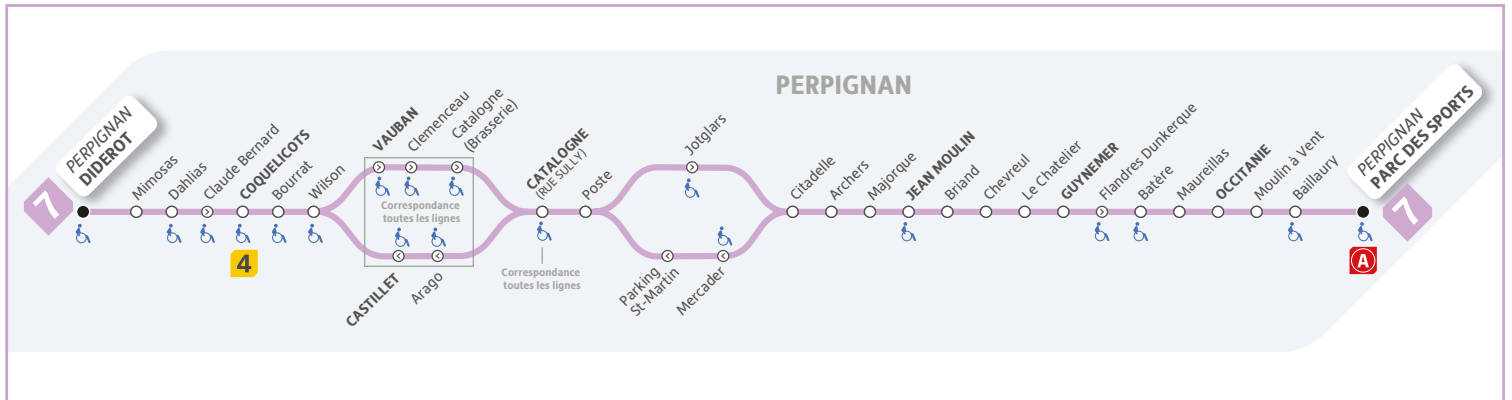 PERPIGNAN
7
PERPIGNAN
DIDEROT
Mimosas
Dahlias
Claude Bernard
COQUELICOTS
4
Bourrat
Wilson
VAUBAN
Clemenceau
Catalogne
(Brasserie)
Correspondance
toutes les lignes
CASTILLET
Arago
CATALOGNE
(RUE SULLY)
Correspondance
toutes les lignes
Poste
Jotglars
Parking
St-Martin
Mercader
Citadelle
Archers
Majorque
JEAN MOULIN
Briand
Chevreul
Le Chatelier
GUYNEMER
Flandres Dunkerque
Batère
Maureillas
OCCITANIE
Moulin à Vent
Baillaury
PERPIGNAN
PARC DES SPORTS
7
A